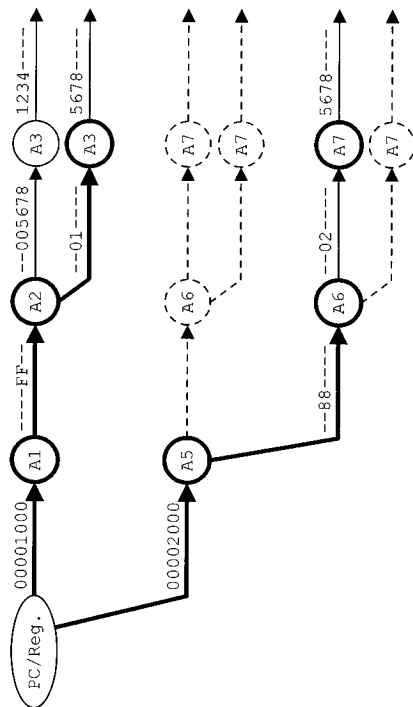 PC/Reg.
00001000
A1
-----FF---
A2
--005678
A3
1234----
--01----
A3
5678----
00002000
A5
A6
A7
A7
--88------
A6
--02----
A7
5678----
A7